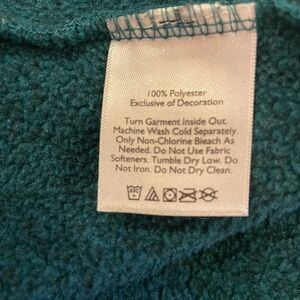 100% Polyester
Exclusive of Decoration
Turn Garment Inside Out.
Machine Wash Cold Separately.
Only Non-Chlorine Bleach As
Needed. Do Not Use Fabric
Softeners. Tumble Dry Low. Do
Not Iron. Do Not Dry Clean.